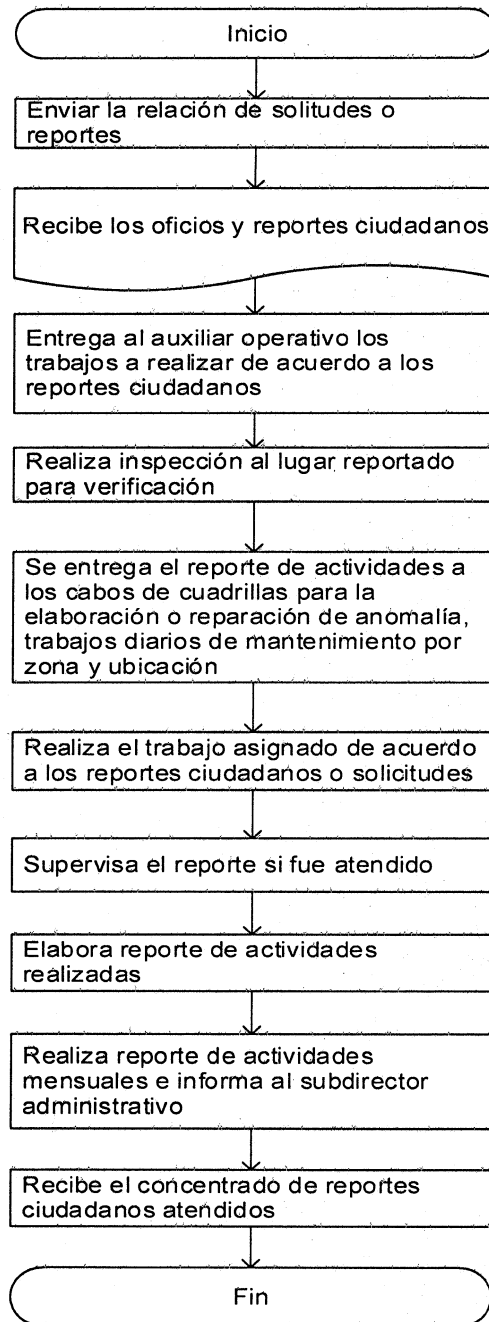 Inicio
Enviar la relación de solitudes o
reportes
Recibe los oficios y reportes ciudadanos
Entrega al auxiliar operativo los
trabajos a realizar de acuerdo a los
reportes ciudadanos
Realiza inspección al lugar reportado
para verificación
Se entrega el reporte de actividades a
los cabos de cuadrillas para la
elaboración o reparación de anomalía,
trabajos diarios de mantenimiento por
zona y ubicación
Realiza el trabajo asignado de acuerdo
a los reportes ciudadanos o solicitudes
Supervisa el reporte si fue atendido
Elabora reporte de actividades
realizadas
Realiza reporte de actividades
mensuales e informa al subdirector
administrativo
Recibe el concentrado de reportes
ciudadanos atendidos
Fin